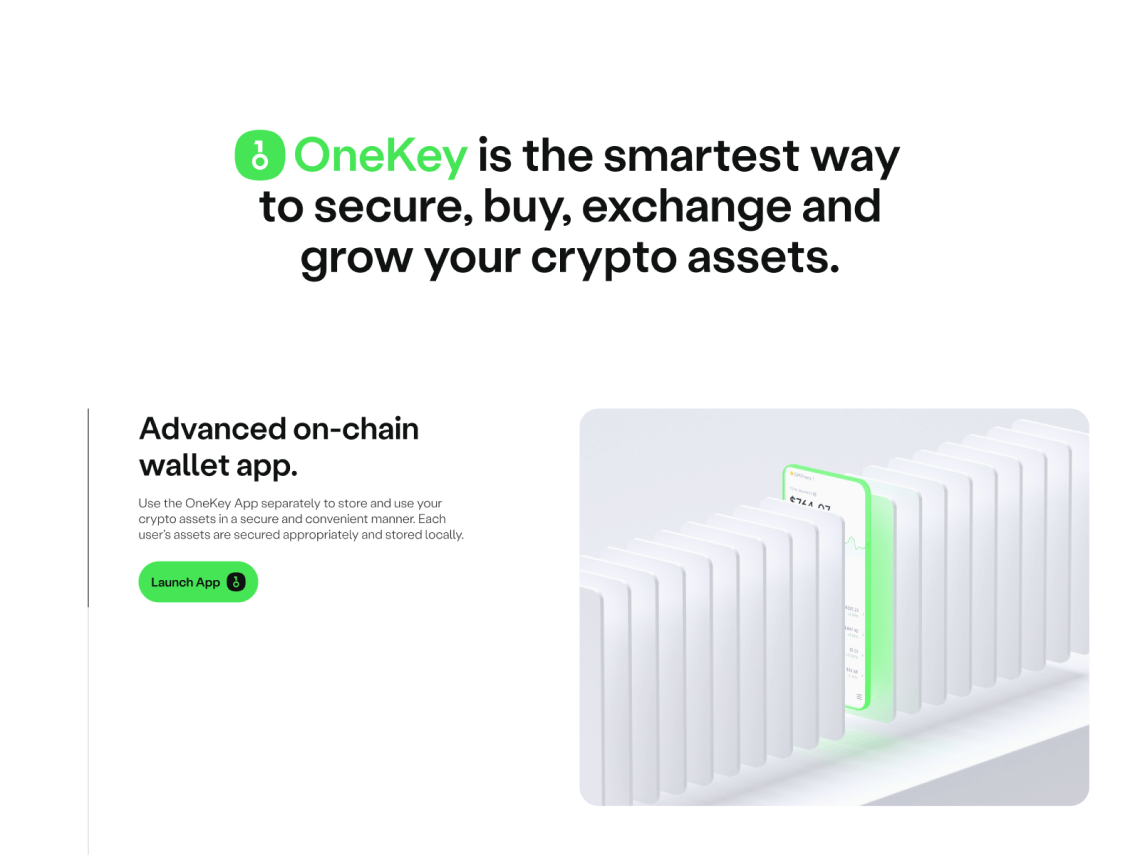 OneKey is the smartest way
to secure, buy, exchange and
grow your crypto assets.
Advanced on-chain
wallet app.
Use the OneKey App separately to store and use your
crypto assets in a secure and convenient manner. Each
user's assets are secured appropriately and stored locally.
Launch App